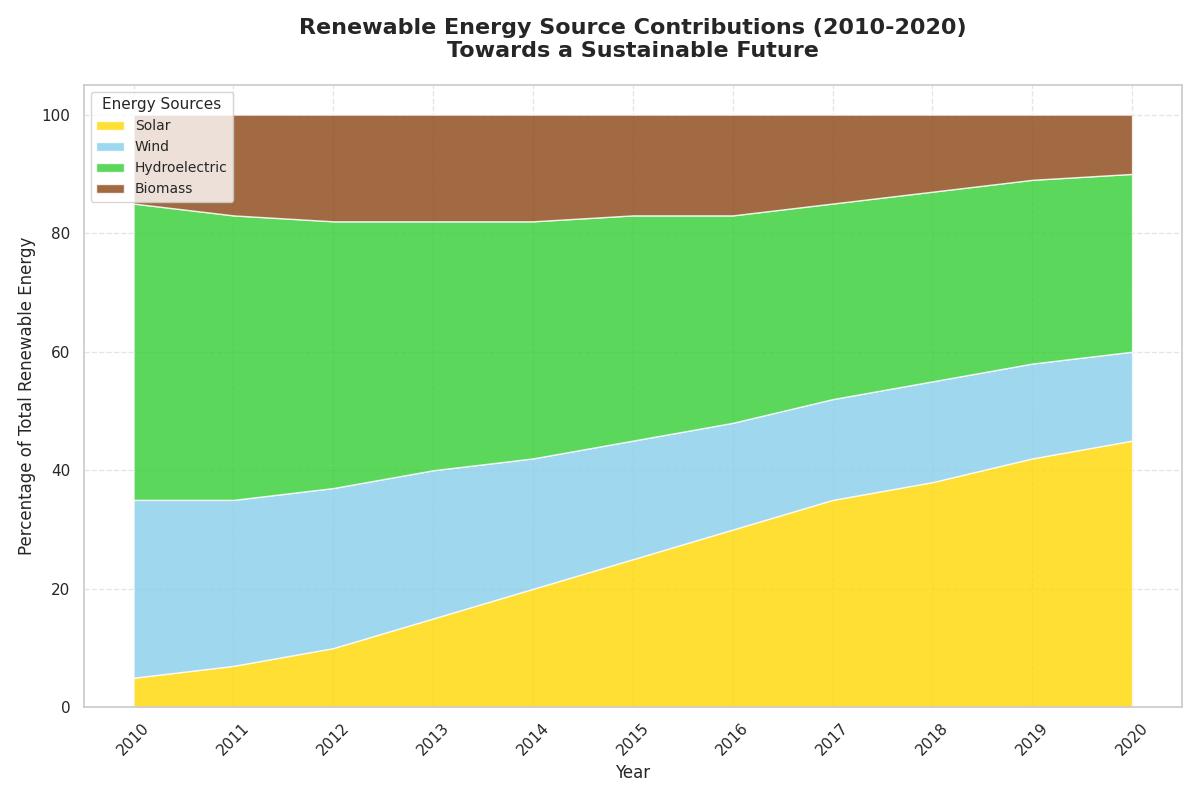 Renewable Energy Source Contributions (2010-2020)
Towards a Sustainable Future
Energy Sources
Solar
Wind
Hydroelectric
Biomass
Percentage of Total Renewable Energy
100
80
60
40
20
0
2010
2011
2012
2013
2014
2015
2016
2017
2018
2019
2020
Year